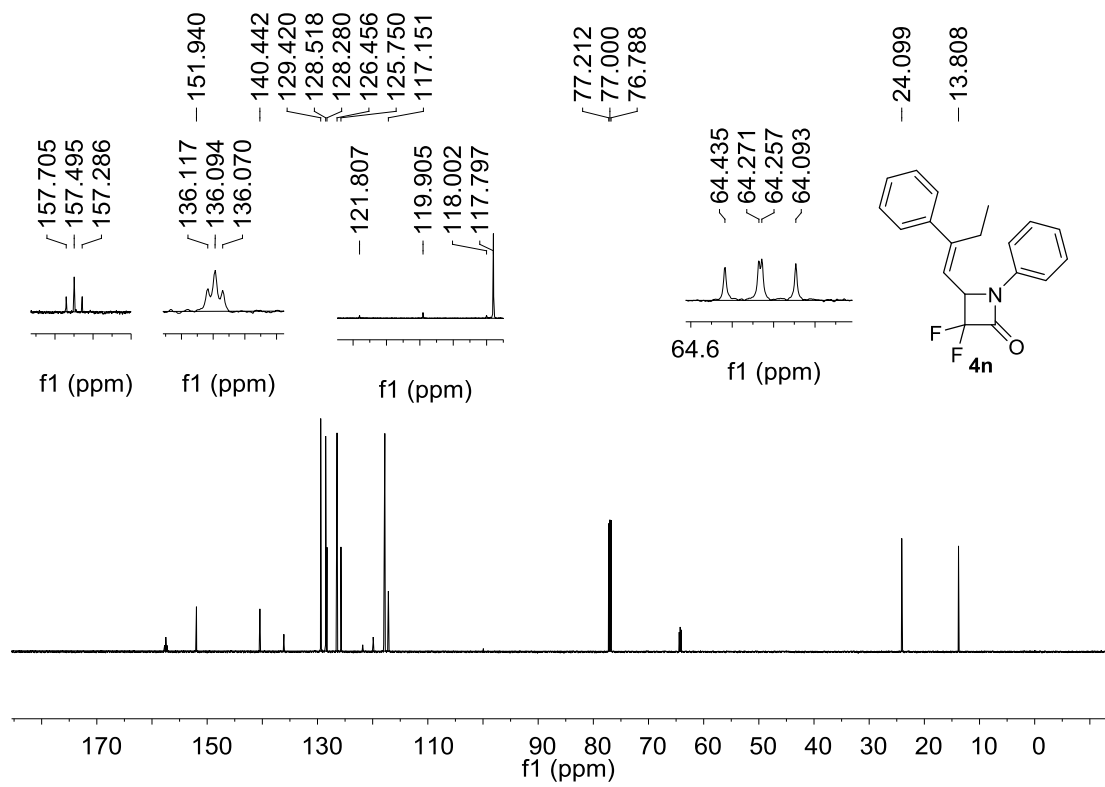 151.940
140.442
129.420
128.518
128.280
126.456
125.750
117.151
77.212
77.000
76.788
24.099
13.808
157.705
157.495
157.286
136.117
136.094
136.070
121.807
119.905
118.002
117.797
64.435
64.271
64.257
64.093
N
F
F
O
4n
64.6
f1 (ppm)
f1 (ppm)
f1 (ppm)
f1 (ppm)
170 150 130 110 90 80 70 60 50 40 30 20 10 0
f1 (ppm)